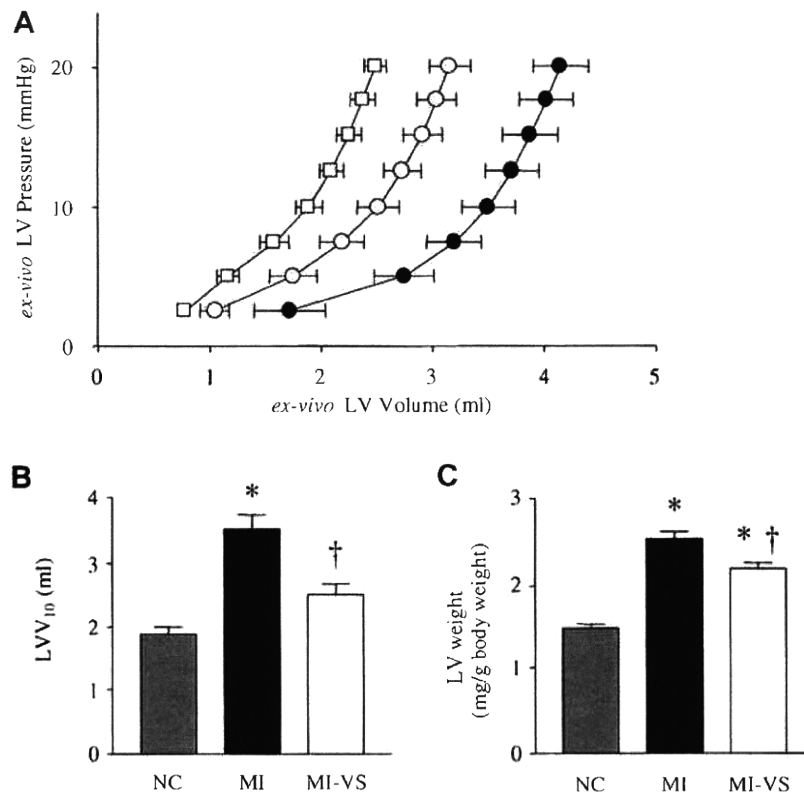 A
ex-vivo LV Pressure (mmHg)
20
10
0
0 1 2 3 4 5
ex-vivo LV Volume (ml)
B
LVV10 (ml)
4
3
2
1
0
*
†
NC MI MI-VS
C
LV weight
(mg/g body weight)
3
2
1
0
*
* †
NC MI MI-VS